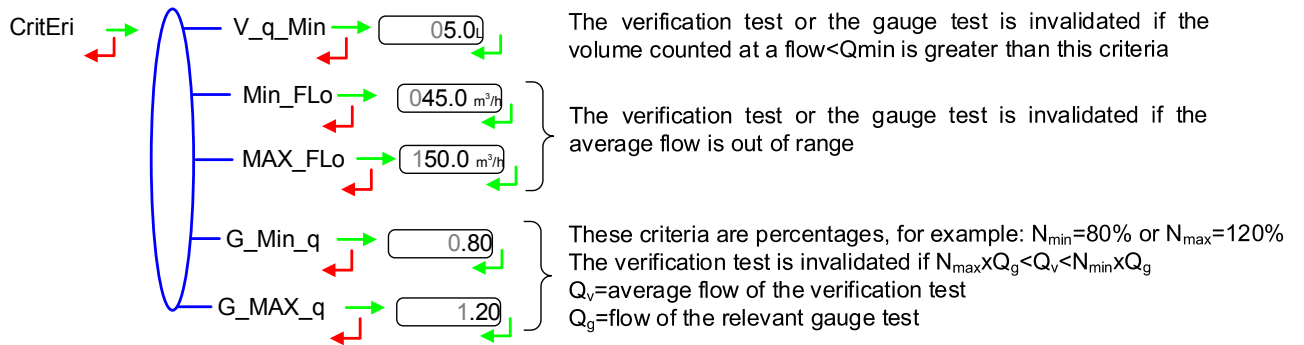 CritEri
V_q_Min
05.0L
The verification test or the gauge test is invalidated if the
volume counted at a flow<Qmin is greater than this criteria
Min_FLo
045.0 m³/h
MAX_FLo
150.0 m³/h
The verification test or the gauge test is invalidated if the
average flow is out of range
G_Min_q
0.80
G_MAX_q
1.20
These criteria are percentages, for example: Nmin=80% or Nmax=120%
The verification test is invalidated if NmaxxQg<Qv<NminxQg
Qv=average flow of the verification test
Qg=flow of the relevant gauge test